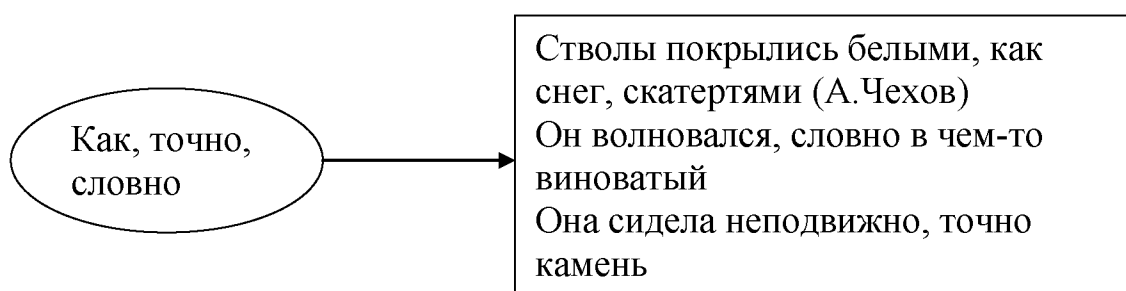 Как, точно,
словно
Стволы покрылись белыми, как
снег, скатертями (А.Чехов)
Он волновался, словно в чем-то
виноватый
Она сидела неподвижно, точно
камень